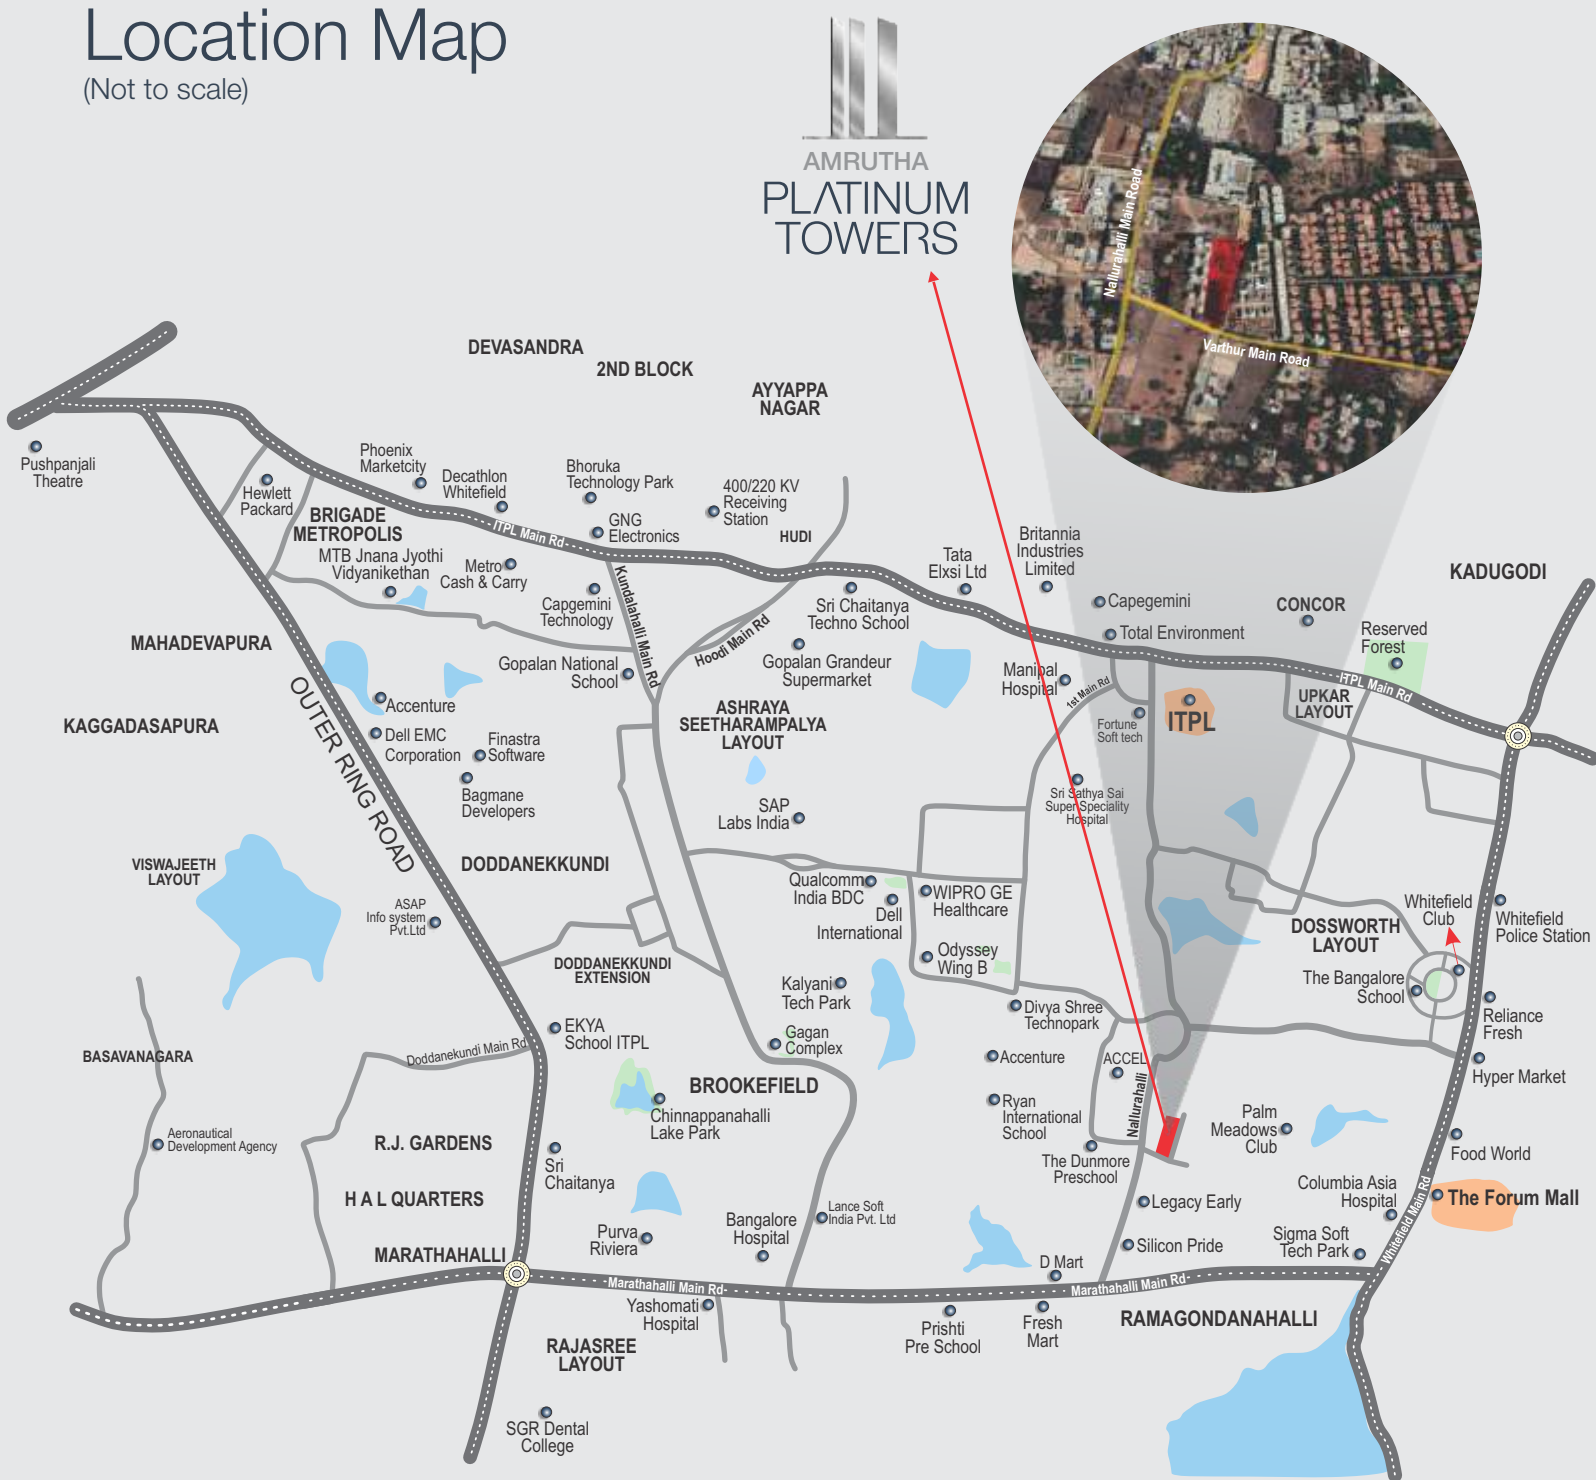 Location Map
(Not to scale)
AMRUTHA
PLATINUM
TOWERS
Nallurahalli Main Road
Varthur Main Road
DEVASANDRA
2ND BLOCK
AYYAPPA
NAGAR
Pushpanjali
Theatre
Hewlett
Packard
Phoenix
Marketcity
Decathlon
Whitefield
Bhoruka
Technology Park
400/220 KV
Receiving
Station
GNG
Electronics
HUDI
BRIGADE
METROPOLIS
ITPL Main Rd
MTB Jnana Jyothi
Vidyanikethan
Metro
Cash & Carry
Capgemini
Technology
Kundalahalli Main Rd
Hoodi Main Rd
Sri Chaitanya
Techno School
Tata
Elxsi Ltd
Britannia
Industries
Limited
Capegemini
Total Environment
CONCOR
KADUGODI
Reserved
Forest
ITPL Main Rd
UPKAR
LAYOUT
MAHADEVAPURA
Gopalan National
School
Gopalan Grandeur
Supermarket
Manipal
Hospital
1st Main Rd
Fortune
Soft tech
ITPL
KAGGADASAPURA
OUTER RING ROAD
Accenture
Dell EMC
Corporation
Finastra
Software
Bagmane
Developers
ASHRAYA
SEETHARAMPALYA
LAYOUT
SAP
Labs India
Sri Sathya Sai
Super Speciality
Hospital
VISWAJEETH
LAYOUT
DODDANEKKUNDI
ASAP
Info system
Pvt.Ltd
Qualcomm
India BDC
Dell
International
WIPRO GE
Healthcare
Odyssey
Wing B
DOSSWORTH
LAYOUT
Whitefield
Club
Whitefield
Police Station
The Bangalore
School
Reliance
Fresh
DODDANEKKUNDI
EXTENSION
Kalyani
Tech Park
Divya Shree
Technopark
EKYA
School ITPL
Gagan
Complex
Accenture
ACCEL
Hyper Market
BASAVANAGARA
Doddanekundi Main Rd
BROOKEFIELD
Chinnappanahalli
Lake Park
Ryan
International
School
Nallurahalli
Palm
Meadows
Club
Food World
Aeronautical
Development Agency
R.J. GARDENS
Sri
Chaitanya
The Dunmore
Preschool
H A L QUARTERS
Legacy Early
Columbia Asia
Hospital
The Forum Mall
Whitefield Main Rd
Lance Soft
India Pvt. Ltd
Purva
Riviera
Bangalore
Hospital
Silicon Pride
Sigma Soft
Tech Park
MARATHAHALLI
D Mart
Marathahalli Main Rd
Marathahalli Main Rd
Yashomati
Hospital
Prishti
Pre School
Fresh
Mart
RAMAGONDANAHALLI
RAJASREE
LAYOUT
SGR Dental
College